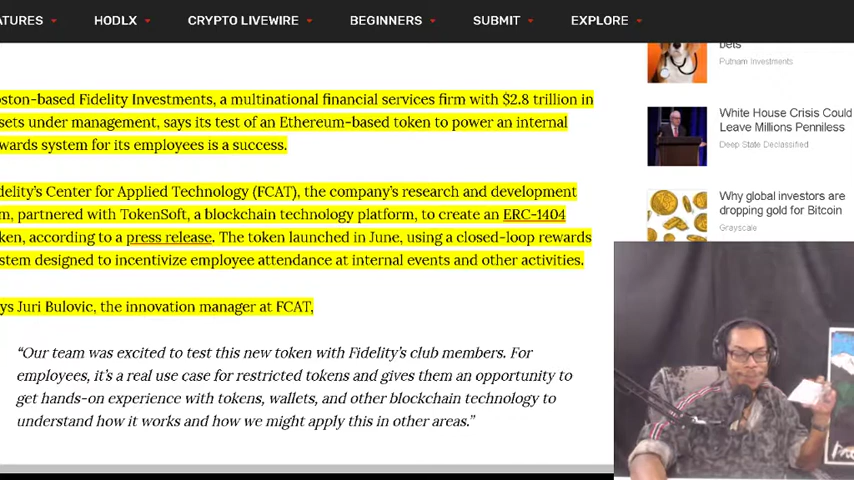 ATURES HODLX CRYPTO LIVEWIRE BEGINNERS SUBMIT EXPLORE
oston-based Fidelity Investments, a multinational financial services firm with $2.8 trillion in
sets under management, says its test of an Ethereum-based token to power an internal
wards system for its employees is a success.
delity's Center for Applied Technology (FCAT), the company's research and development
m, partnered with TokenSoft, a blockchain technology platform, to create an ERC-1404
ken, according to a press release. The token launched in June, using a closed-loop rewards
stem designed to incentivize employee attendance at internal events and other activities.
ys Juri Bulovic, the innovation manager at FCAT,
“Our team was excited to test this new token with Fidelity's club members. For
employees, it's a real use case for restricted tokens and gives them an opportunity to
get hands-on experience with tokens, wallets, and other blockchain technology to
understand how it works and how we might apply this in other areas.”
bets
Putnam Investments
White House Crisis Could
Leave Millions Penniless
Deep State Declassified
Why global investors are
dropping gold for Bitcoin
Grayscale